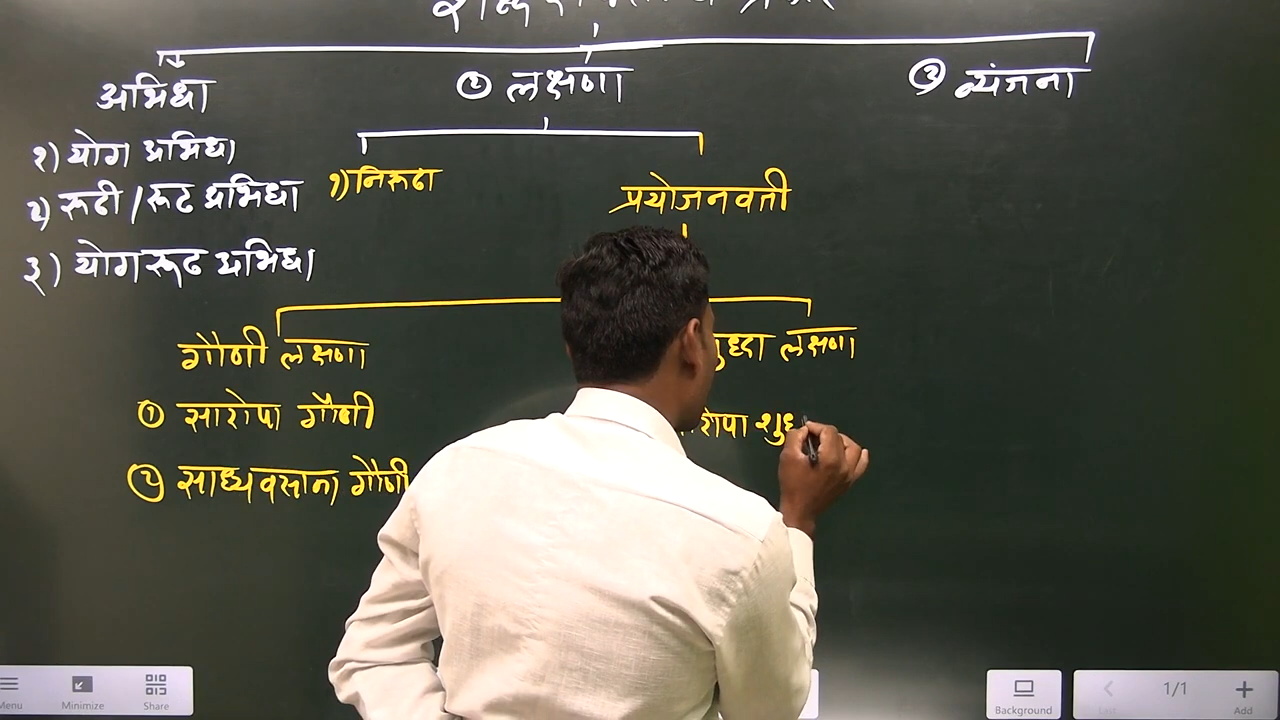 अभिधा
② लक्षणा
③ व्यंजना
१) योग अभिधा
२) रूढी / रूढ अभिधा
३) योगरूढ अभिधा
१) निरूढा
प्रयोजनवती
गौणी लक्षणा
लक्षणा
① सारोपा गौणी
② साध्यवसाना गौणी
Menu
Minimize
Share
Background
1/1
Add